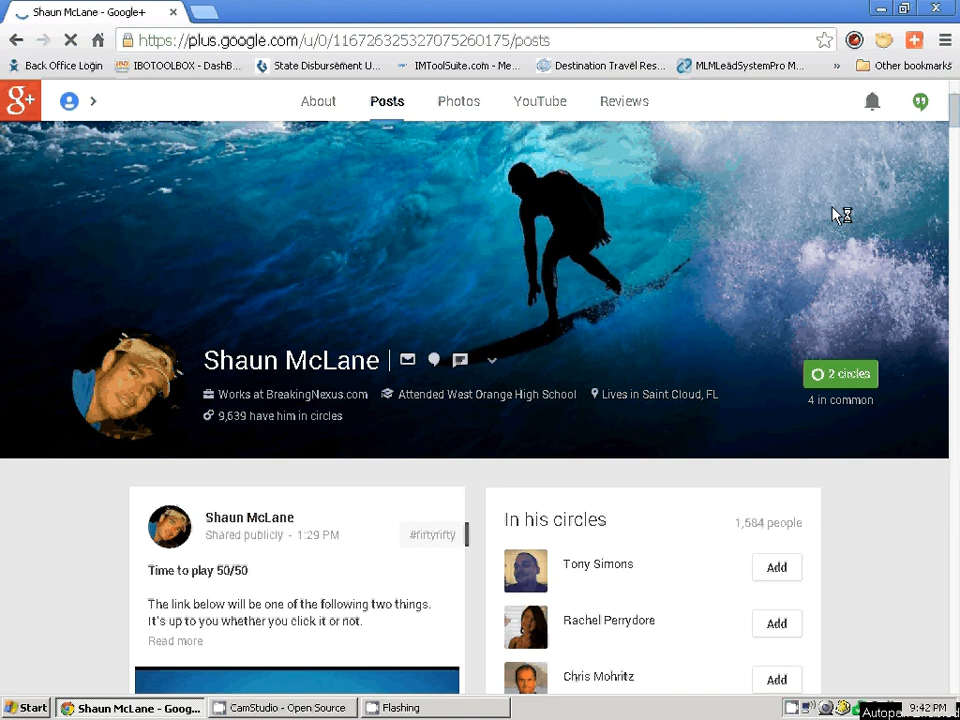 Shaun McLane - Google+
https://plus.google.com/u/0/116726325327075260175/posts
Back Office Login
IBOTOOLBOX - DashB...
State Disbursement U...
IMToolSuite.com - Me...
Destination Travel Res...
MLMLeadSystemPro M...
»
Other bookmarks
g+
About
Posts
Photos
YouTube
Reviews
Shaun McLane
2 circles
Works at BreakingNexus.com
Attended West Orange High School
Lives in Saint Cloud, FL
4 in common
9,639 have him in circles
Shaun McLane
Shared publicly - 1:29 PM
#fiftyfifty
Time to play 50/50
The link below will be one of the following two things.
It's up to you whether you click it or not.
Read more
In his circles
1,584 people
Tony Simons
Add
Rachel Perrydore
Add
Chris Mohritz
Add
Start
Shaun McLane - Goog...
CamStudio - Open Source
Flashing
9:42 PM